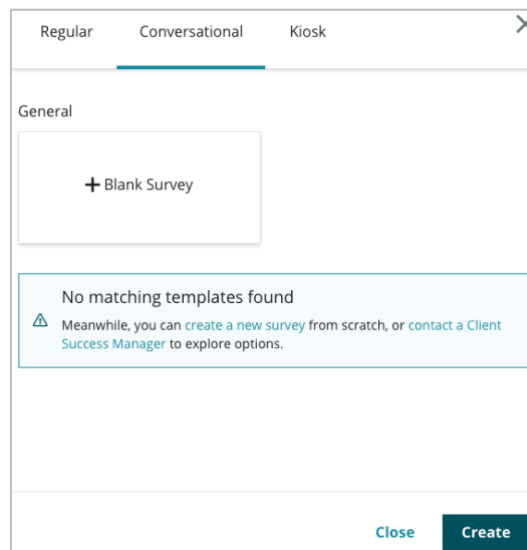 Regular Conversational Kiosk
General
Blank Survey
No matching templates found
Meanwhile, you can create a new survey from scratch, or contact a Client
Success Manager to explore options.
Close Create